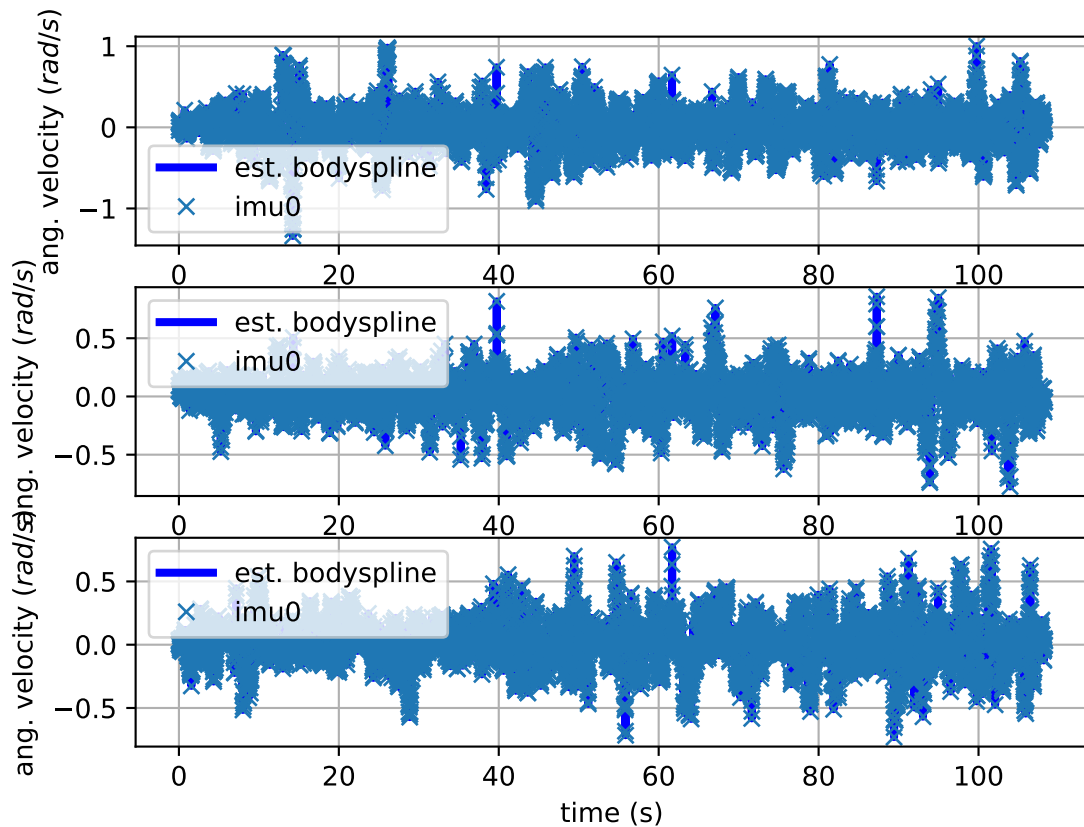 ang. velocity (rad/s)
1
0
−1
est. bodyspline
imu0
0 20 40 60 80 100
ang. velocity (rad/s)
0.5
0.0
−0.5
est. bodyspline
imu0
0 20 40 60 80 100
ang. velocity (rad/s)
0.5
0.0
−0.5
est. bodyspline
imu0
0 20 40 60 80 100
time (s)